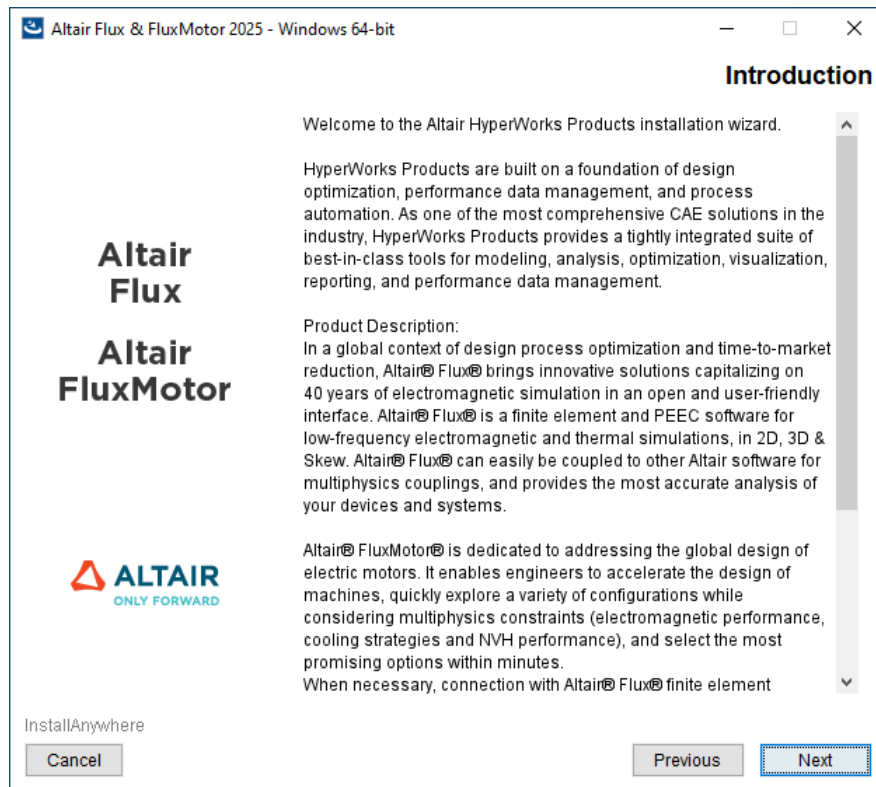 Altair Flux & FluxMotor 2025 - Windows 64-bit
Introduction
Altair
Flux
Altair
FluxMotor
ALTAIR
ONLY FORWARD
Welcome to the Altair HyperWorks Products installation wizard.
HyperWorks Products are built on a foundation of design
optimization, performance data management, and process
automation. As one of the most comprehensive CAE solutions in the
industry, HyperWorks Products provides a tightly integrated suite of
best-in-class tools for modeling, analysis, optimization, visualization,
reporting, and performance data management.
Product Description:
In a global context of design process optimization and time-to-market
reduction, Altair® Flux® brings innovative solutions capitalizing on
40 years of electromagnetic simulation in an open and user-friendly
interface. Altair® Flux® is a finite element and PEEC software for
low-frequency electromagnetic and thermal simulations, in 2D, 3D &
Skew. Altair® Flux® can easily be coupled to other Altair software for
multiphysics couplings, and provides the most accurate analysis of
your devices and systems.
Altair® FluxMotor® is dedicated to addressing the global design of
electric motors. It enables engineers to accelerate the design of
machines, quickly explore a variety of configurations while
considering multiphysics constraints (electromagnetic performance,
cooling strategies and NVH performance), and select the most
promising options within minutes.
When necessary, connection with Altair® Flux® finite element
InstallAnywhere
Cancel
Previous
Next